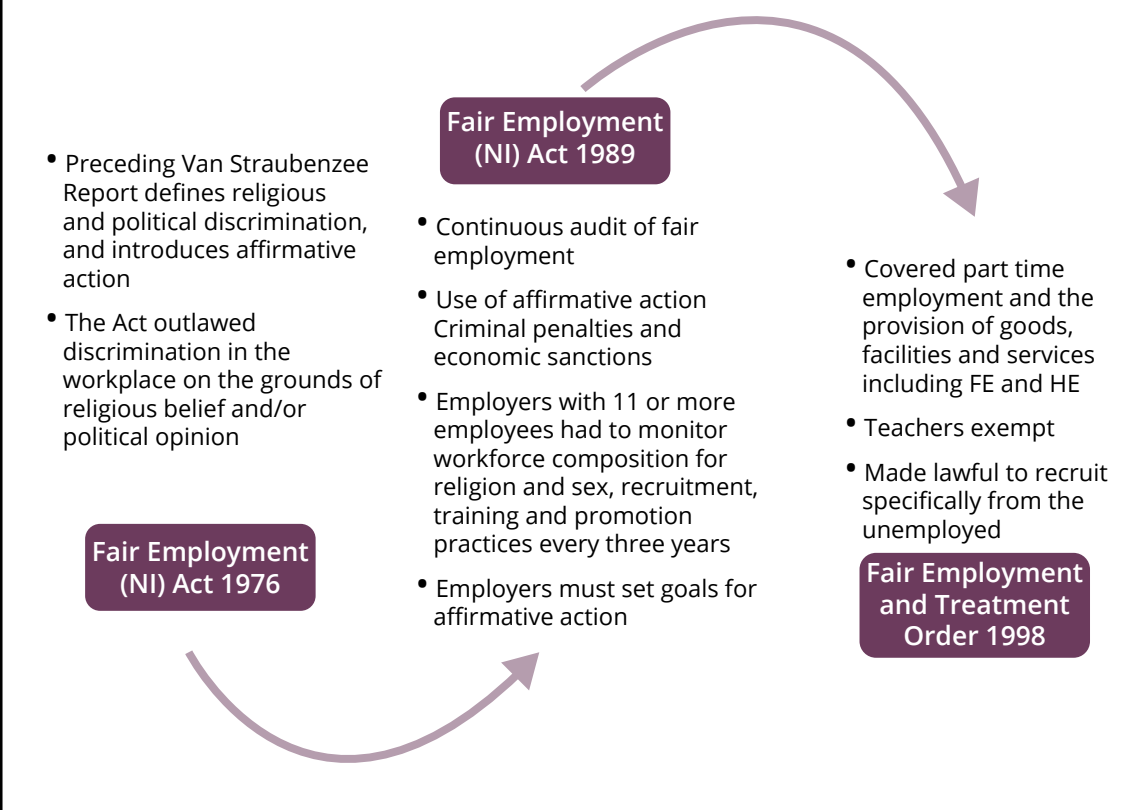 • Preceding Van Straubenzee
Report defines religious
and political discrimination,
and introduces affirmative
action
• The Act outlawed
discrimination in the
workplace on the grounds of
religious belief and/or
political opinion
Fair Employment
(NI) Act 1976
Fair Employment
(NI) Act 1989
• Continuous audit of fair
employment
• Use of affirmative action
Criminal penalties and
economic sanctions
• Employers with 11 or more
employees had to monitor
workforce composition for
religion and sex, recruitment,
training and promotion
practices every three years
• Employers must set goals for
affirmative action
• Covered part time
employment and the
provision of goods,
facilities and services
including FE and HE
• Teachers exempt
• Made lawful to recruit
specifically from the
unemployed
Fair Employment
and Treatment
Order 1998